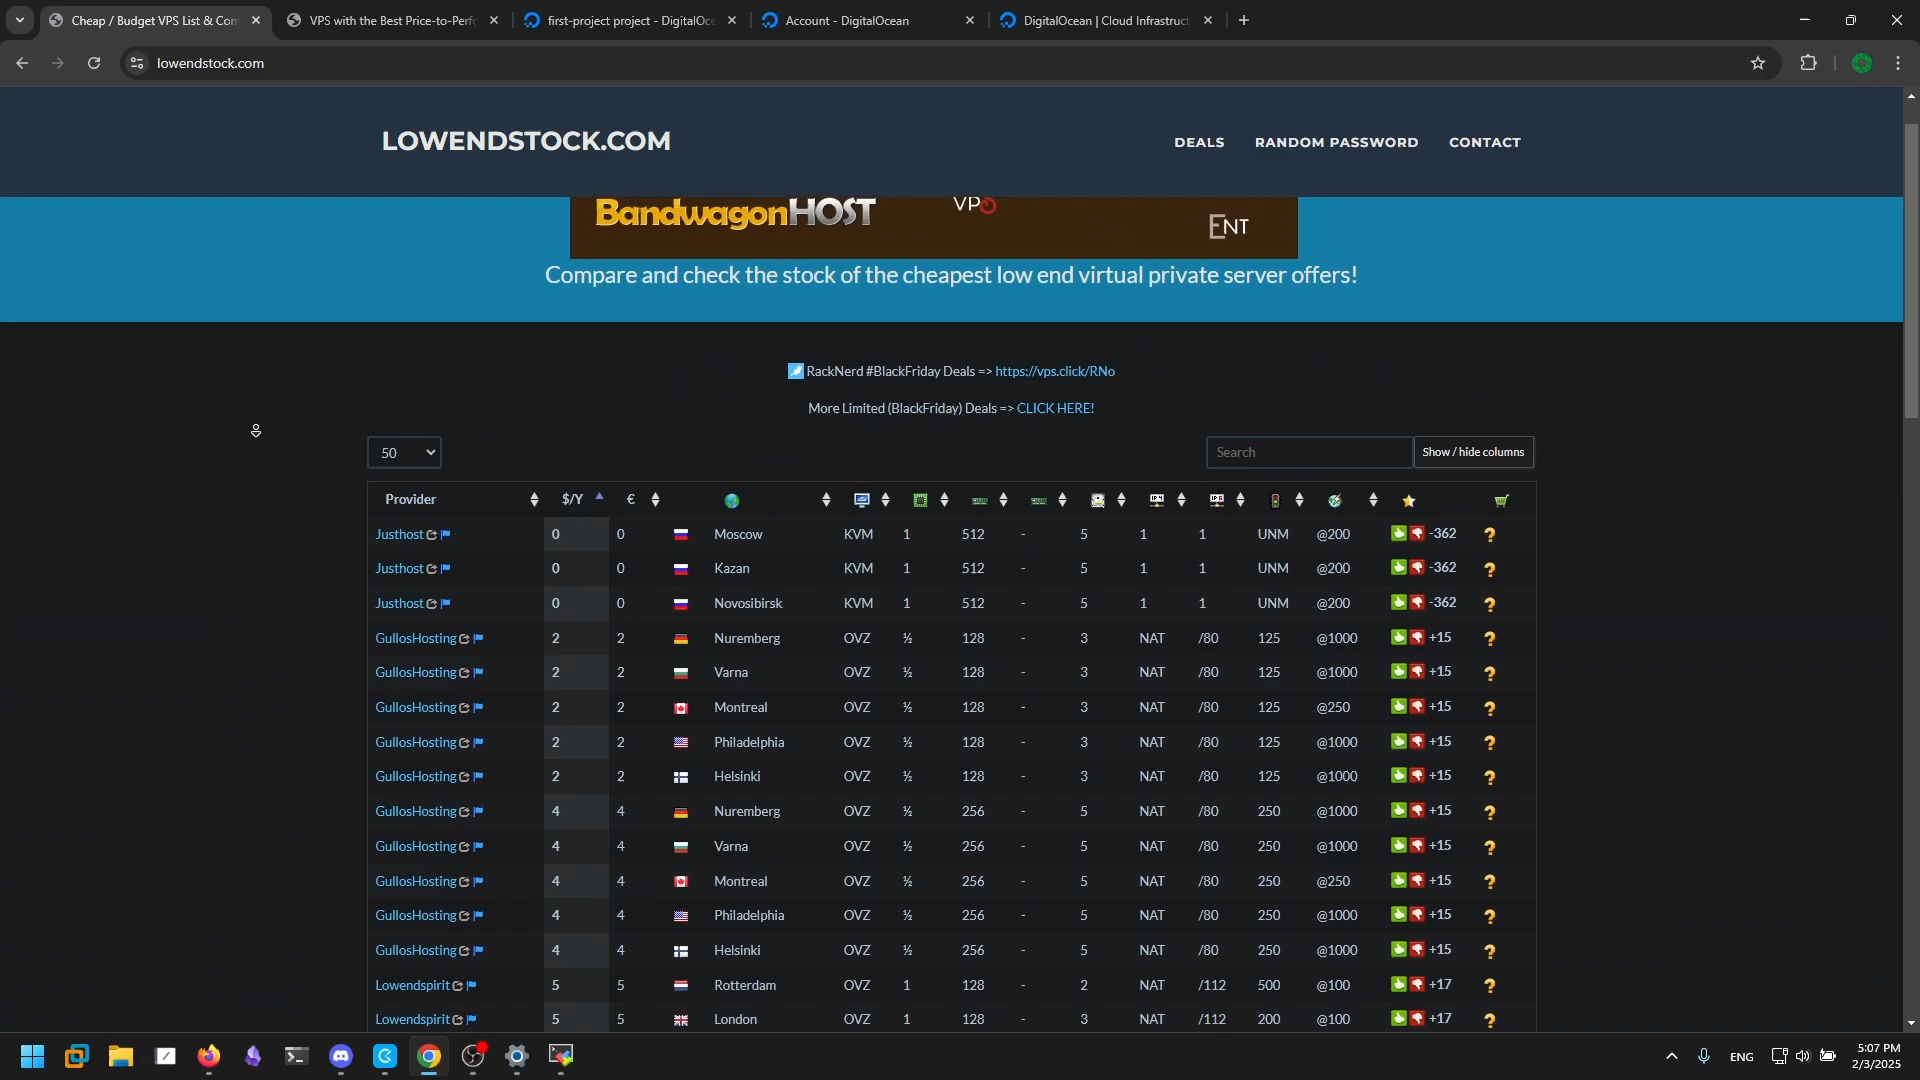 Cheap / Budget VPS List & Con
VPS with the Best Price-to-Perf
first-project project - DigitalOce
Account - DigitalOcean
DigitalOcean | Cloud Infrastruct
lowendstock.com
LOWENDSTOCK.COM
DEALS
RANDOM PASSWORD
CONTACT
BandwagonHOST
VPS
ENT
Compare and check the stock of the cheapest low end virtual private server offers!
RackNerd #BlackFriday Deals => https://vps.click/RNo
More Limited (BlackFriday) Deals => CLICK HERE!
50
Search
Show / hide columns
Provider $/Y €
Justhost 0 0 Moscow KVM 1 512 - 5 1 1 UNM @200 -362
Justhost 0 0 Kazan KVM 1 512 - 5 1 1 UNM @200 -362
Justhost 0 0 Novosibirsk KVM 1 512 - 5 1 1 UNM @200 -362
GullosHosting 2 2 Nuremberg OVZ ½ 128 - 3 NAT /80 125 @1000 +15
GullosHosting 2 2 Varna OVZ ½ 128 - 3 NAT /80 125 @1000 +15
GullosHosting 2 2 Montreal OVZ ½ 128 - 3 NAT /80 125 @250 +15
GullosHosting 2 2 Philadelphia OVZ ½ 128 - 3 NAT /80 125 @1000 +15
GullosHosting 2 2 Helsinki OVZ ½ 128 - 3 NAT /80 125 @1000 +15
GullosHosting 4 4 Nuremberg OVZ ½ 256 - 5 NAT /80 250 @1000 +15
GullosHosting 4 4 Varna OVZ ½ 256 - 5 NAT /80 250 @1000 +15
GullosHosting 4 4 Montreal OVZ ½ 256 - 5 NAT /80 250 @250 +15
GullosHosting 4 4 Philadelphia OVZ ½ 256 - 5 NAT /80 250 @1000 +15
GullosHosting 4 4 Helsinki OVZ ½ 256 - 5 NAT /80 250 @1000 +15
Lowendspirit 5 5 Rotterdam OVZ 1 128 - 2 NAT /112 500 @100 +17
Lowendspirit 5 5 London OVZ 1 128 - 3 NAT /112 200 @100 +17
ENG
5:07 PM
2/3/2025